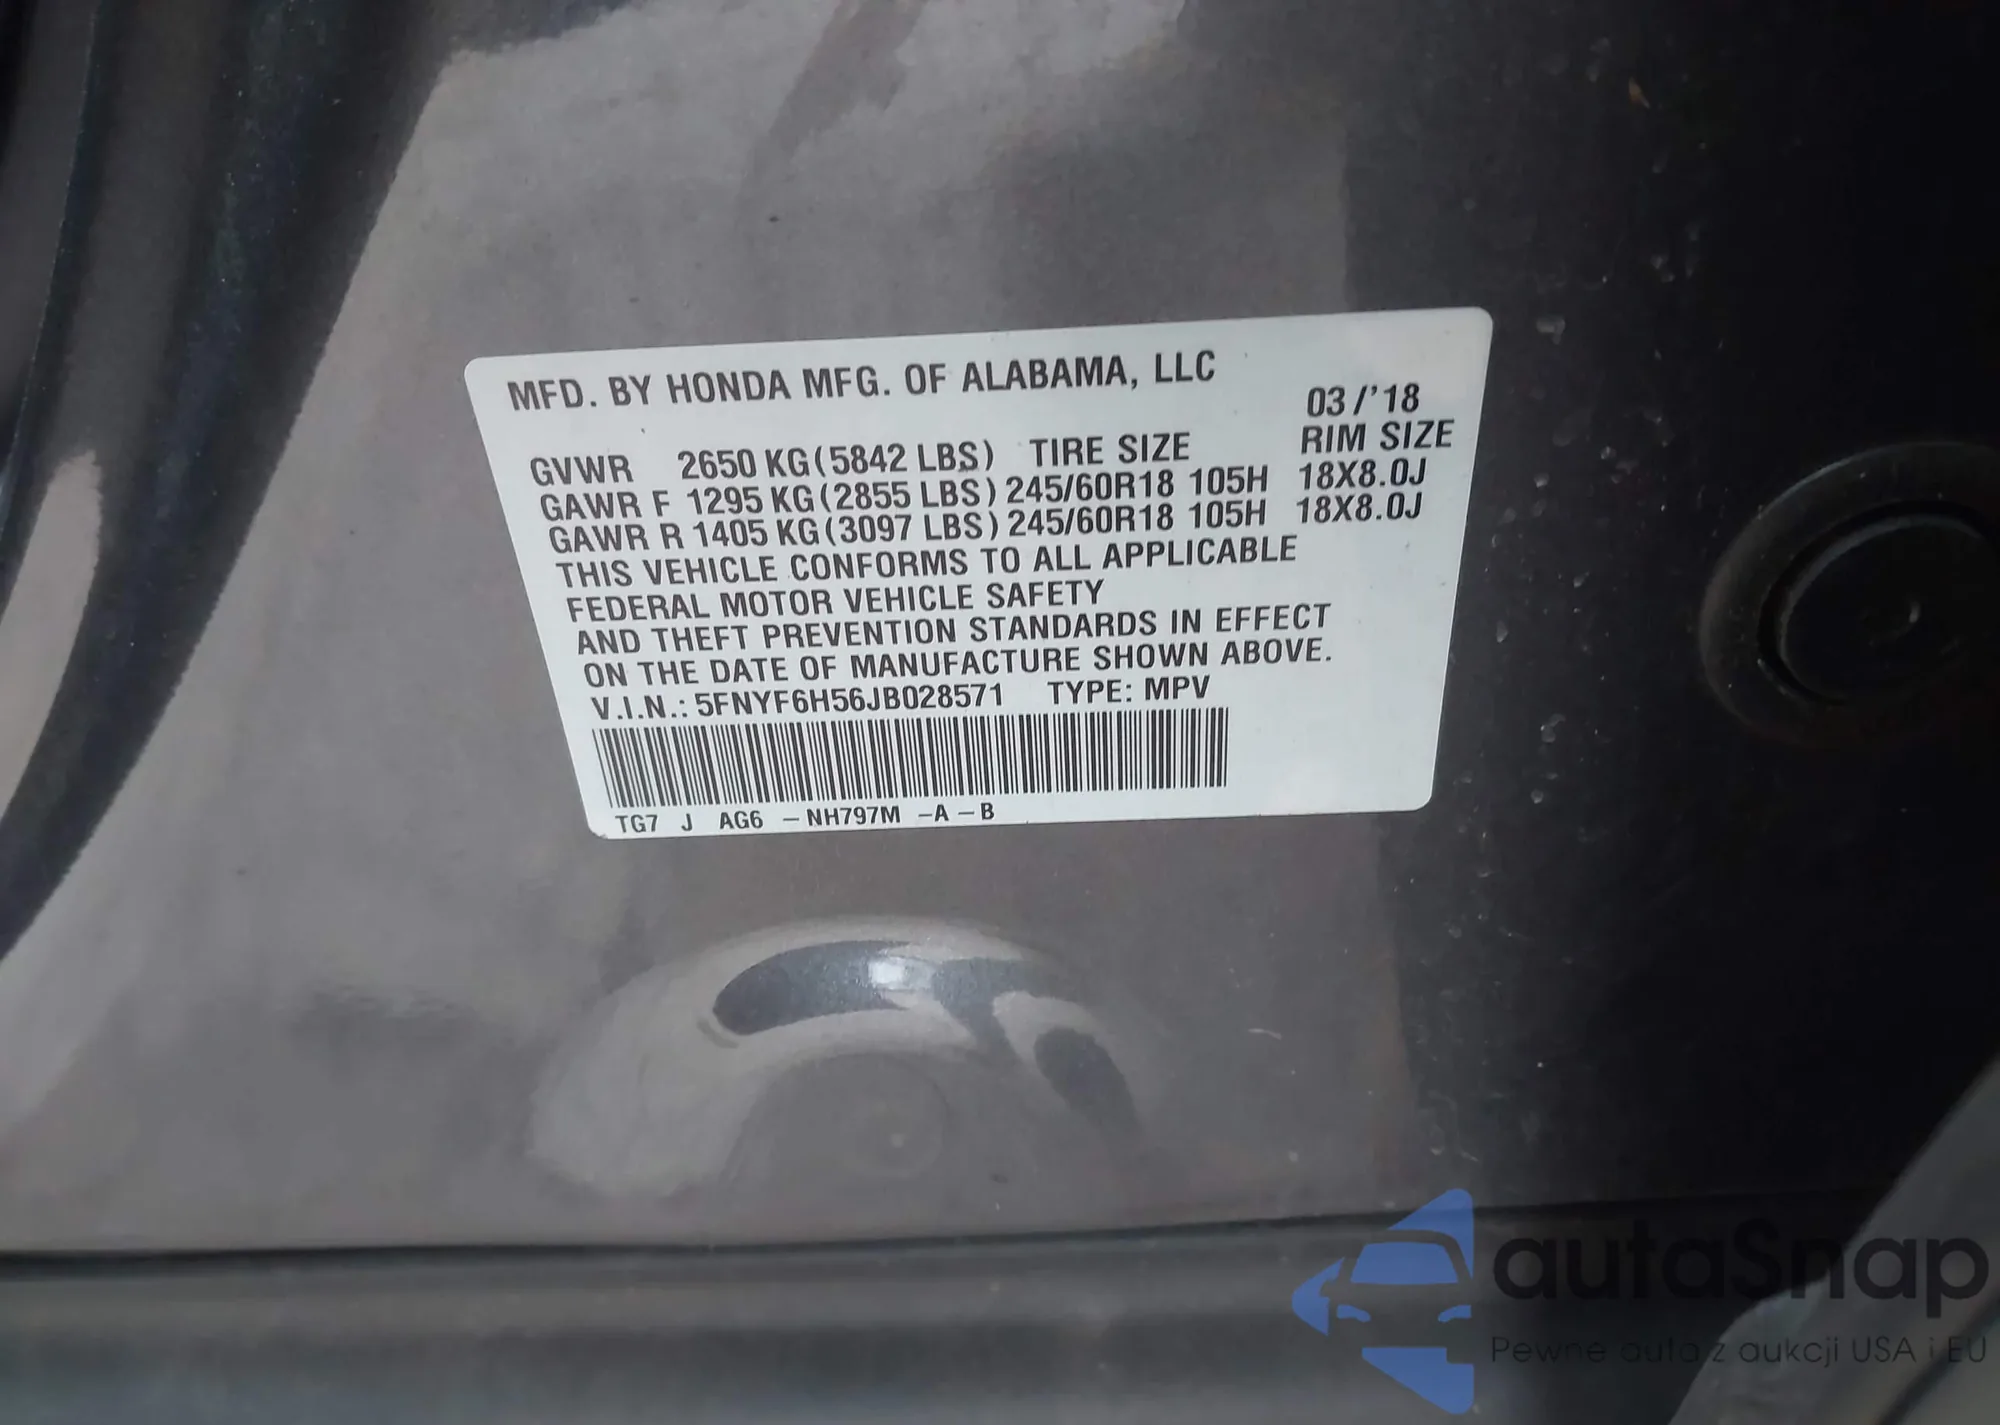 MFD. BY HONDA MFG. OF ALABAMA, LLC
03/'18
GVWR 2650 KG(5842 LBS) TIRE SIZE RIM SIZE
GAWR F 1295 KG(2855 LBS)245/60R18 105H 18X8.0J
GAWR R 1405 KG(3097 LBS)245/60R18 105H 18X8.0J
THIS VEHICLE CONFORMS TO ALL APPLICABLE
FEDERAL MOTOR VEHICLE SAFETY
AND THEFT PREVENTION STANDARDS IN EFFECT
ON THE DATE OF MANUFACTURE SHOWN ABOVE.
V.I.N.: 5FNYF6H56JB028571 TYPE: MPV
TG7 J AG6 -NH797M -A-B
autaSnap
Pewne auta z aukcji USA i EU